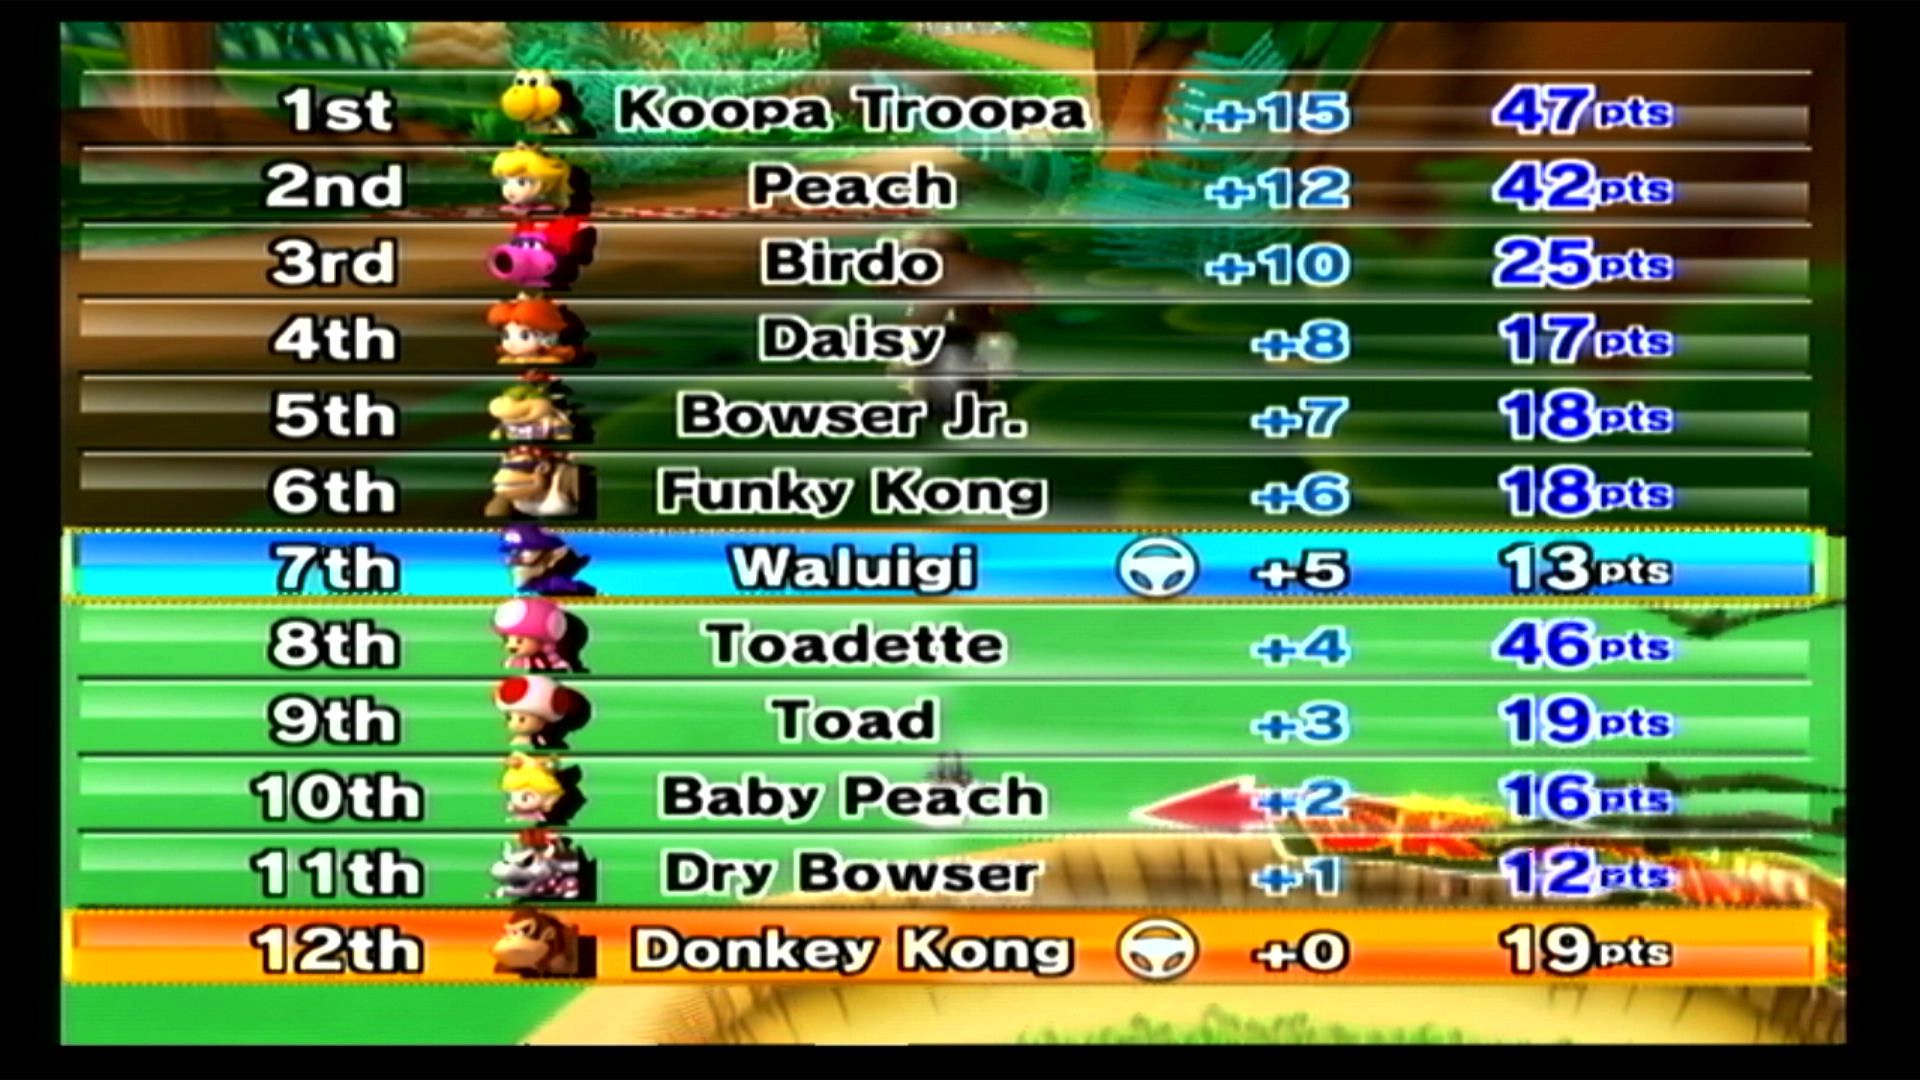 1st Koopa Troopa +15 47pts
2nd Peach +12 42pts
3rd Birdo +10 25pts
4th Daisy +8 17pts
5th Bowser Jr. +7 18pts
6th Funky Kong +6 18pts
7th Waluigi +5 13pts
8th Toadette +4 46pts
9th Toad +3 19pts
10th Baby Peach +2 16pts
11th Dry Bowser +1 12pts
12th Donkey Kong +0 19pts
DK